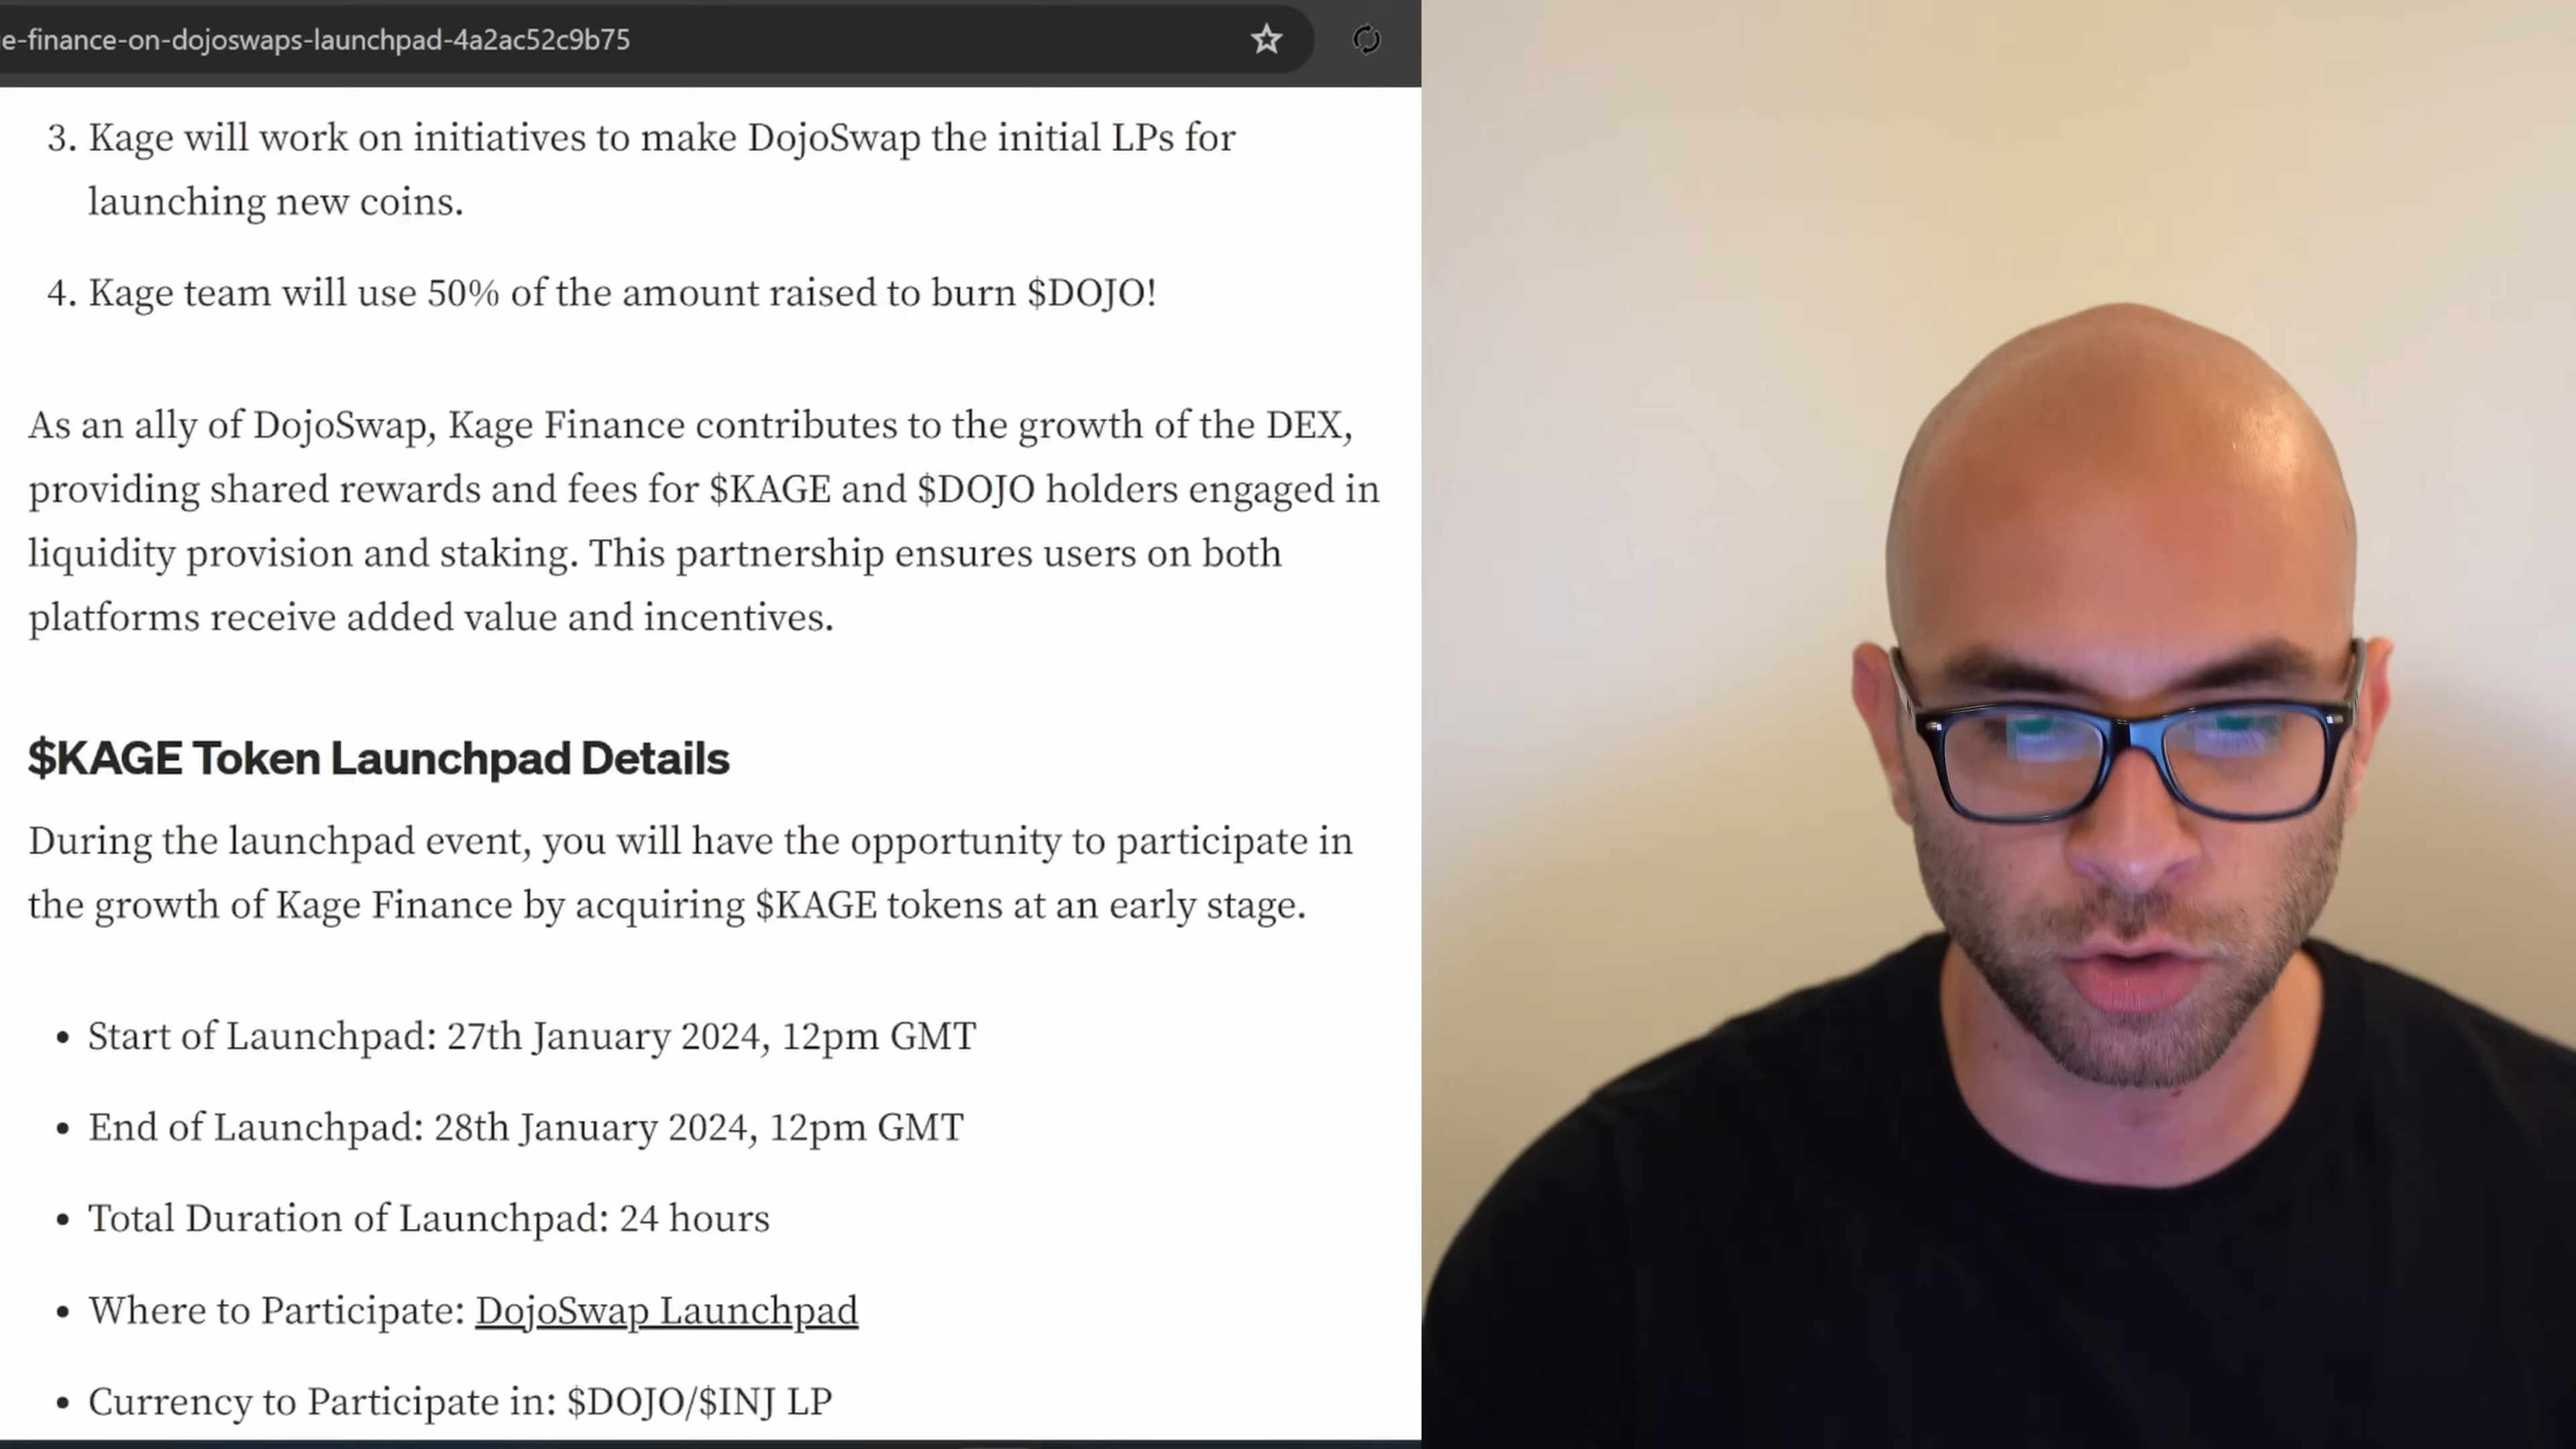 e-finance-on-dojoswaps-launchpad-4a2ac52c9b75
3. Kage will work on initiatives to make DojoSwap the initial LPs for
launching new coins.
4. Kage team will use 50% of the amount raised to burn $DOJO!
As an ally of DojoSwap, Kage Finance contributes to the growth of the DEX,
providing shared rewards and fees for $KAGE and $DOJO holders engaged in
liquidity provision and staking. This partnership ensures users on both
platforms receive added value and incentives.
$KAGE Token Launchpad Details
During the launchpad event, you will have the opportunity to participate in
the growth of Kage Finance by acquiring $KAGE tokens at an early stage.
• Start of Launchpad: 27th January 2024, 12pm GMT
• End of Launchpad: 28th January 2024, 12pm GMT
• Total Duration of Launchpad: 24 hours
• Where to Participate: DojoSwap Launchpad
• Currency to Participate in: $DOJO/$INJ LP